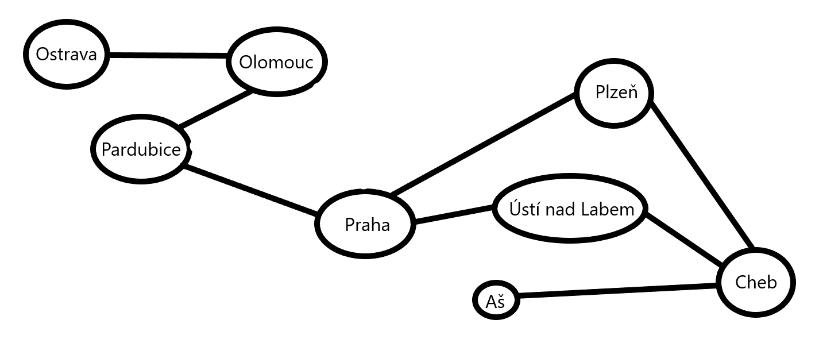 Ostrava
Olomouc
Plzeň
Pardubice
Praha
Ústí nad Labem
Cheb
Aš